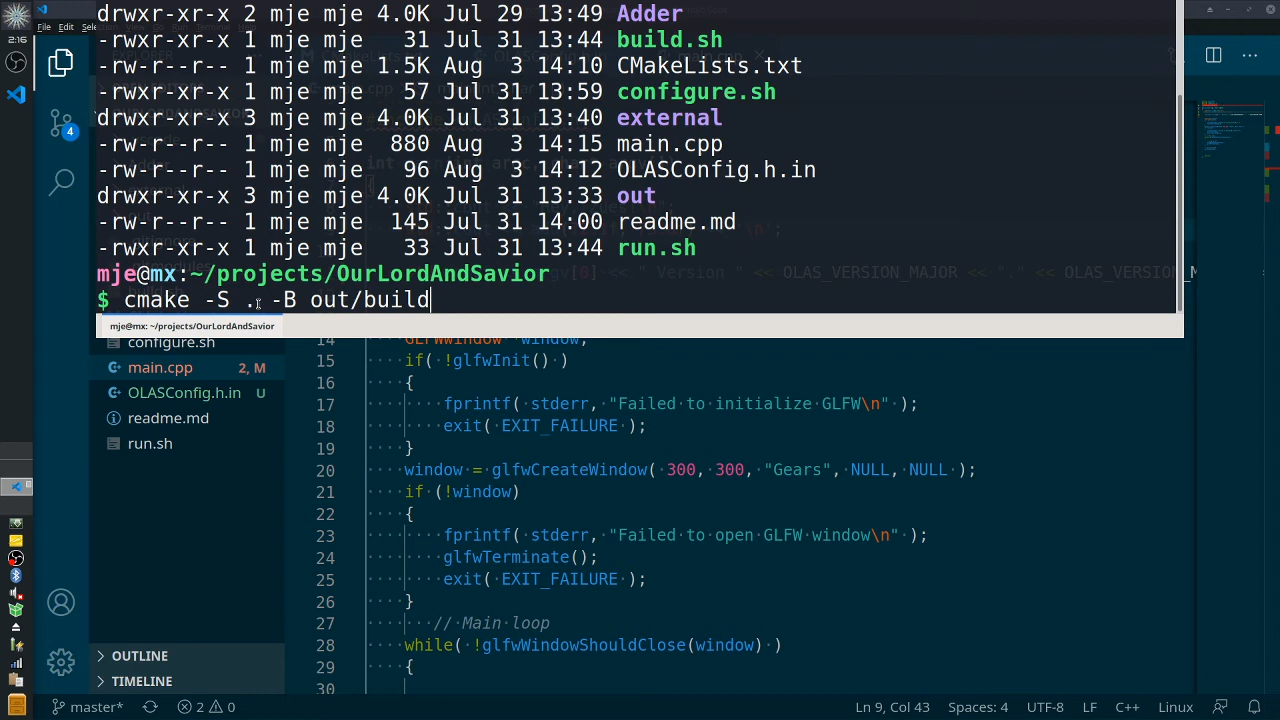 drwxr-xr-x 2 mje mje 4.0K Jul 29 13:49 Adder
2:15
File Edit
-rwxr-xr-x 1 mje mje 31 Jul 31 13:44 build.sh
-rw-r--r-- 1 mje mje 1.5K Aug 3 14:10 CMakeLists.txt
-rwxr-xr-x 1 mje mje 57 Jul 31 13:59 configure.sh
drwxr-xr-x 3 mje mje 4.0K Jul 31 13:40 external
4
-rw-r--r-- 1 mje mje 880 Aug 3 14:15 main.cpp
-rw-r--r-- 1 mje mje 96 Aug 3 14:12 OLASConfig.h.in
drwxr-xr-x 3 mje mje 4.0K Jul 31 13:33 out
-rw-r--r-- 1 mje mje 145 Jul 31 14:00 readme.md
-rwxr-xr-x 1 mje mje 33 Jul 31 13:44 run.sh
mje@mx:~/projects/OurLordAndSavior
[0] << " Version " << OLAS_VERSION_MAJOR << "." << OLAS_VERSION_M
$ cmake -S . -B out/build
mje@mx: ~/projects/OurLordAndSavior
configure.sh
main.cpp 2, M
OLASConfig.h.in U
readme.md
run.sh
14 GLFWwindow* window;
15 if( !glfwInit() )
16 {
17 fprintf( stderr, "Failed to initialize GLFW\n" );
18 exit( EXIT_FAILURE );
19 }
20 window = glfwCreateWindow( 300, 300, "Gears", NULL, NULL );
21 if (!window)
22 {
23 fprintf( stderr, "Failed to open GLFW window\n" );
24 glfwTerminate();
25 exit( EXIT_FAILURE );
26 }
27 // Main loop
28 while( !glfwWindowShouldClose(window) )
29 {
30
OUTLINE
TIMELINE
master* 2 0 Ln 9, Col 43 Spaces: 4 UTF-8 LF C++ Linux